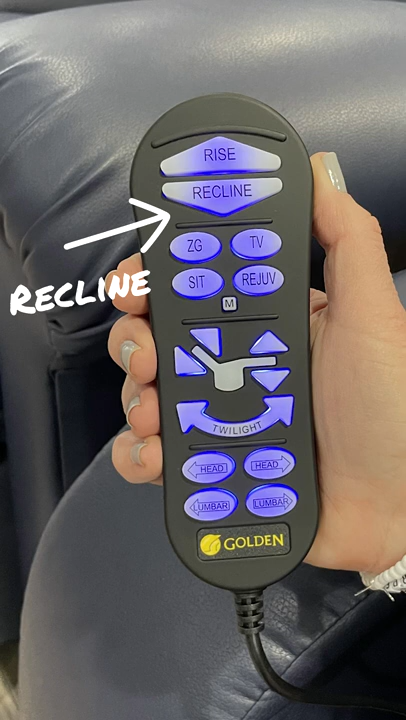 RISE
RECLINE
ZG TV
RECLINE
SIT REJUV
M
TWILIGHT
HEAD HEAD
LUMBAR LUMBAR
GOLDEN